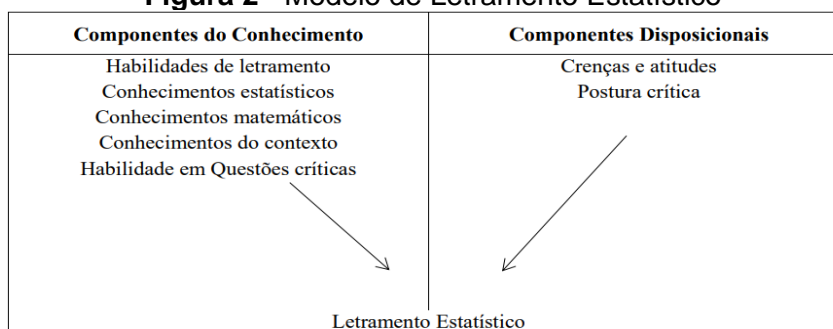 Figura 2 - Modelo de Letramento Estatístico
Componentes do Conhecimento
Habilidades de letramento
Conhecimentos estatísticos
Conhecimentos matemáticos
Conhecimentos do contexto
Habilidade em Questões críticas
Componentes Disposicionais
Crenças e atitudes
Postura crítica
Letramento Estatístico